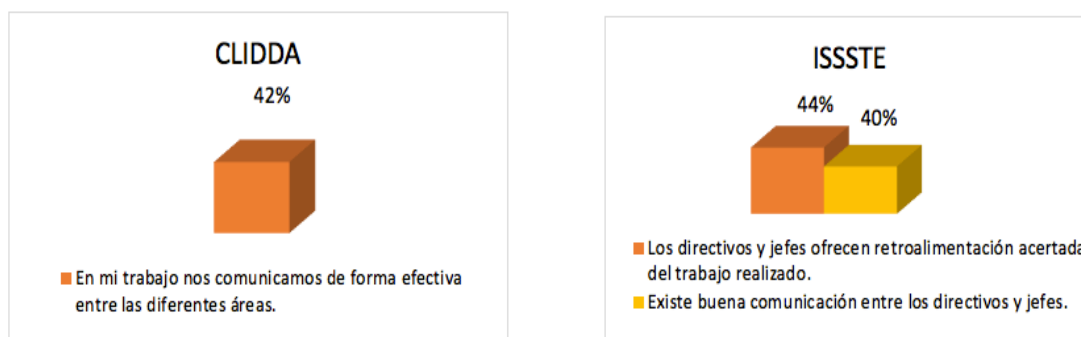 CLIDDA
42%
En mi trabajo nos comunicamos de forma efectiva
entre las diferentes áreas.
ISSSTE
44%
40%
Los directivos y jefes ofrecen retroalimentación acertada
del trabajo realizado.
Existe buena comunicación entre los directivos y jefes.